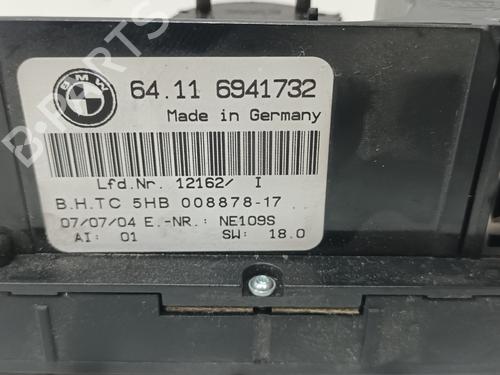 BMW
64.11 6941732
Made in Germany
Lfd.Nr. 12162/ I
B.H.TC 5HB 008878-17
07/07/04 E.-NR.: NE109S
AI: 01 SW: 18.0
B-PARTS